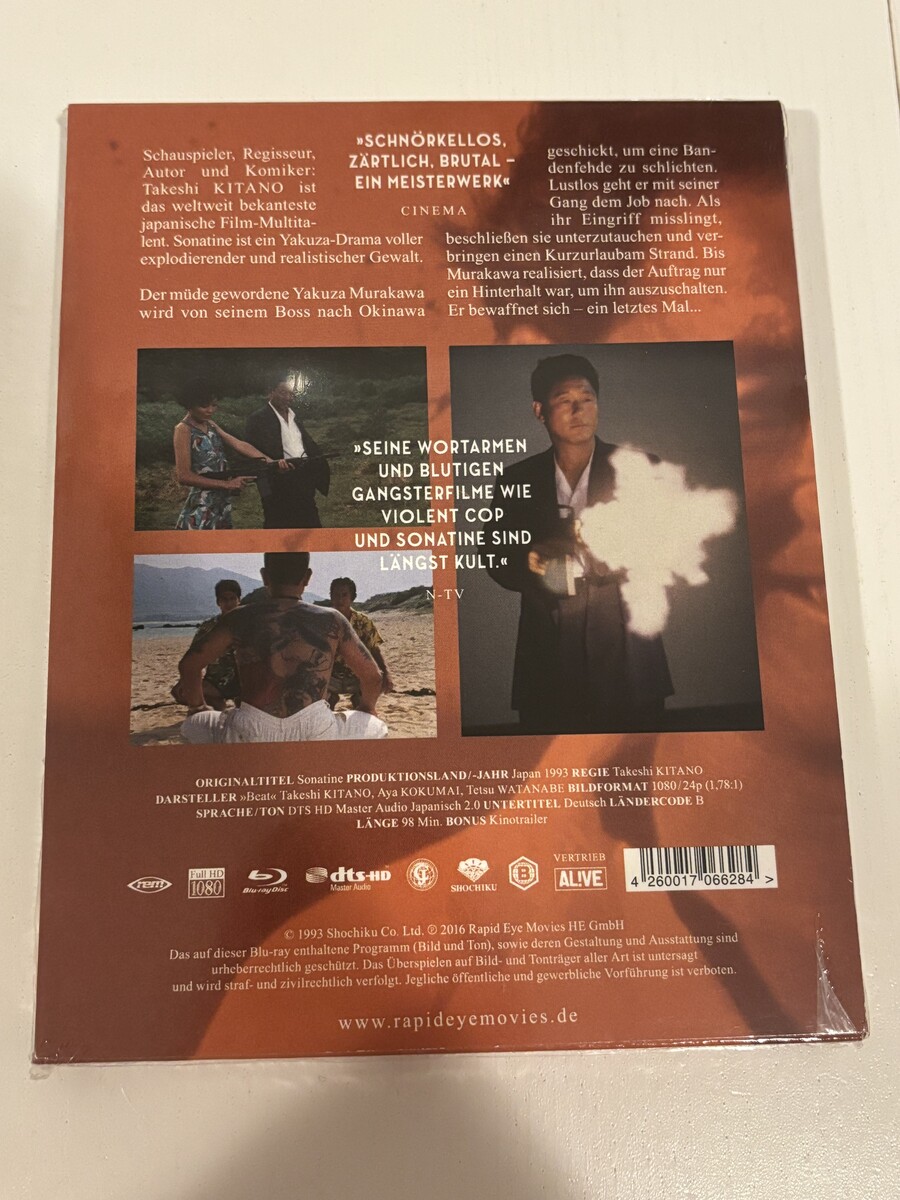 »SCHNÖRKELLOS,
ZÄRTLICH, BRUTAL –
EIN MEISTERWERK«
CINEMA
Schauspieler, Regisseur,
Autor und Komiker:
Takeshi KITANO ist
das weltweit bekanteste
japanische Film-Multita-
lent. Sonatine ist ein Yakuza-Drama voller
explodierender und realistischer Gewalt.
Der müde gewordene Yakuza Murakawa
wird von seinem Boss nach Okinawa
geschickt, um eine Ban-
denfehde zu schlichten.
Lustlos geht er mit seiner
Gang dem Job nach. Als
ihr Eingriff misslingt,
beschließen sie unterzutauchen und ver-
bringen einen Kurzurlaubam Strand. Bis
Murakawa realisiert, dass der Auftrag nur
ein Hinterhalt war, um ihn auszuschalten.
Er bewaffnet sich – ein letztes Mal...
»SEINE WORTARMEN
UND BLUTIGEN
GANGSTERFILME WIE
VIOLENT COP
UND SONATINE SIND
LÄNGST KULT.«
N-TV
ORIGINALTITEL Sonatine PRODUKTIONSLAND/-JAHR Japan 1993 REGIE Takeshi KITANO
DARSTELLER »Beat« Takeshi KITANO, Aya KOKUMAI, Tetsu WATANABE BILDFORMAT 1080/24p (1,78:1)
SPRACHE/TON DTS HD Master Audio Japanisch 2.0 UNTERTITEL Deutsch LÄNDERCODE B
LÄNGE 98 Min. BONUS Kinotrailer
rem
Full HD
1080
Blu-ray Disc
dts-HD
Master Audio
SHOCHIKU
B
VERTRIEB
AL!VE
4 260017 066284 >
© 1993 Shochiku Co. Ltd. ℗ 2016 Rapid Eye Movies HE GmbH
Das auf dieser Blu-ray enthaltene Programm (Bild und Ton), sowie deren Gestaltung und Ausstattung sind
urheberrechtlich geschützt. Das Überspielen auf Bild- und Tonträger aller Art ist untersagt
und wird straf- und zivilrechtlich verfolgt. Jegliche öffentliche und gewerbliche Vorführung ist verboten.
www.rapideyemovies.de